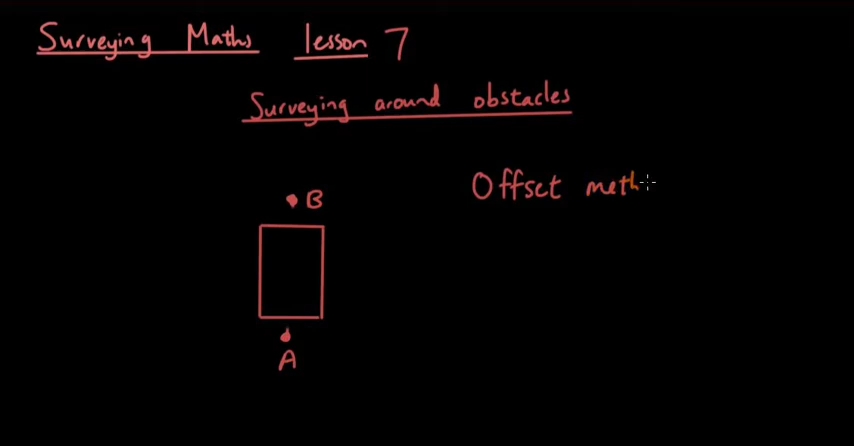 Surveying Maths lesson 7
Surveying around obstacles
B
Offset meth
A